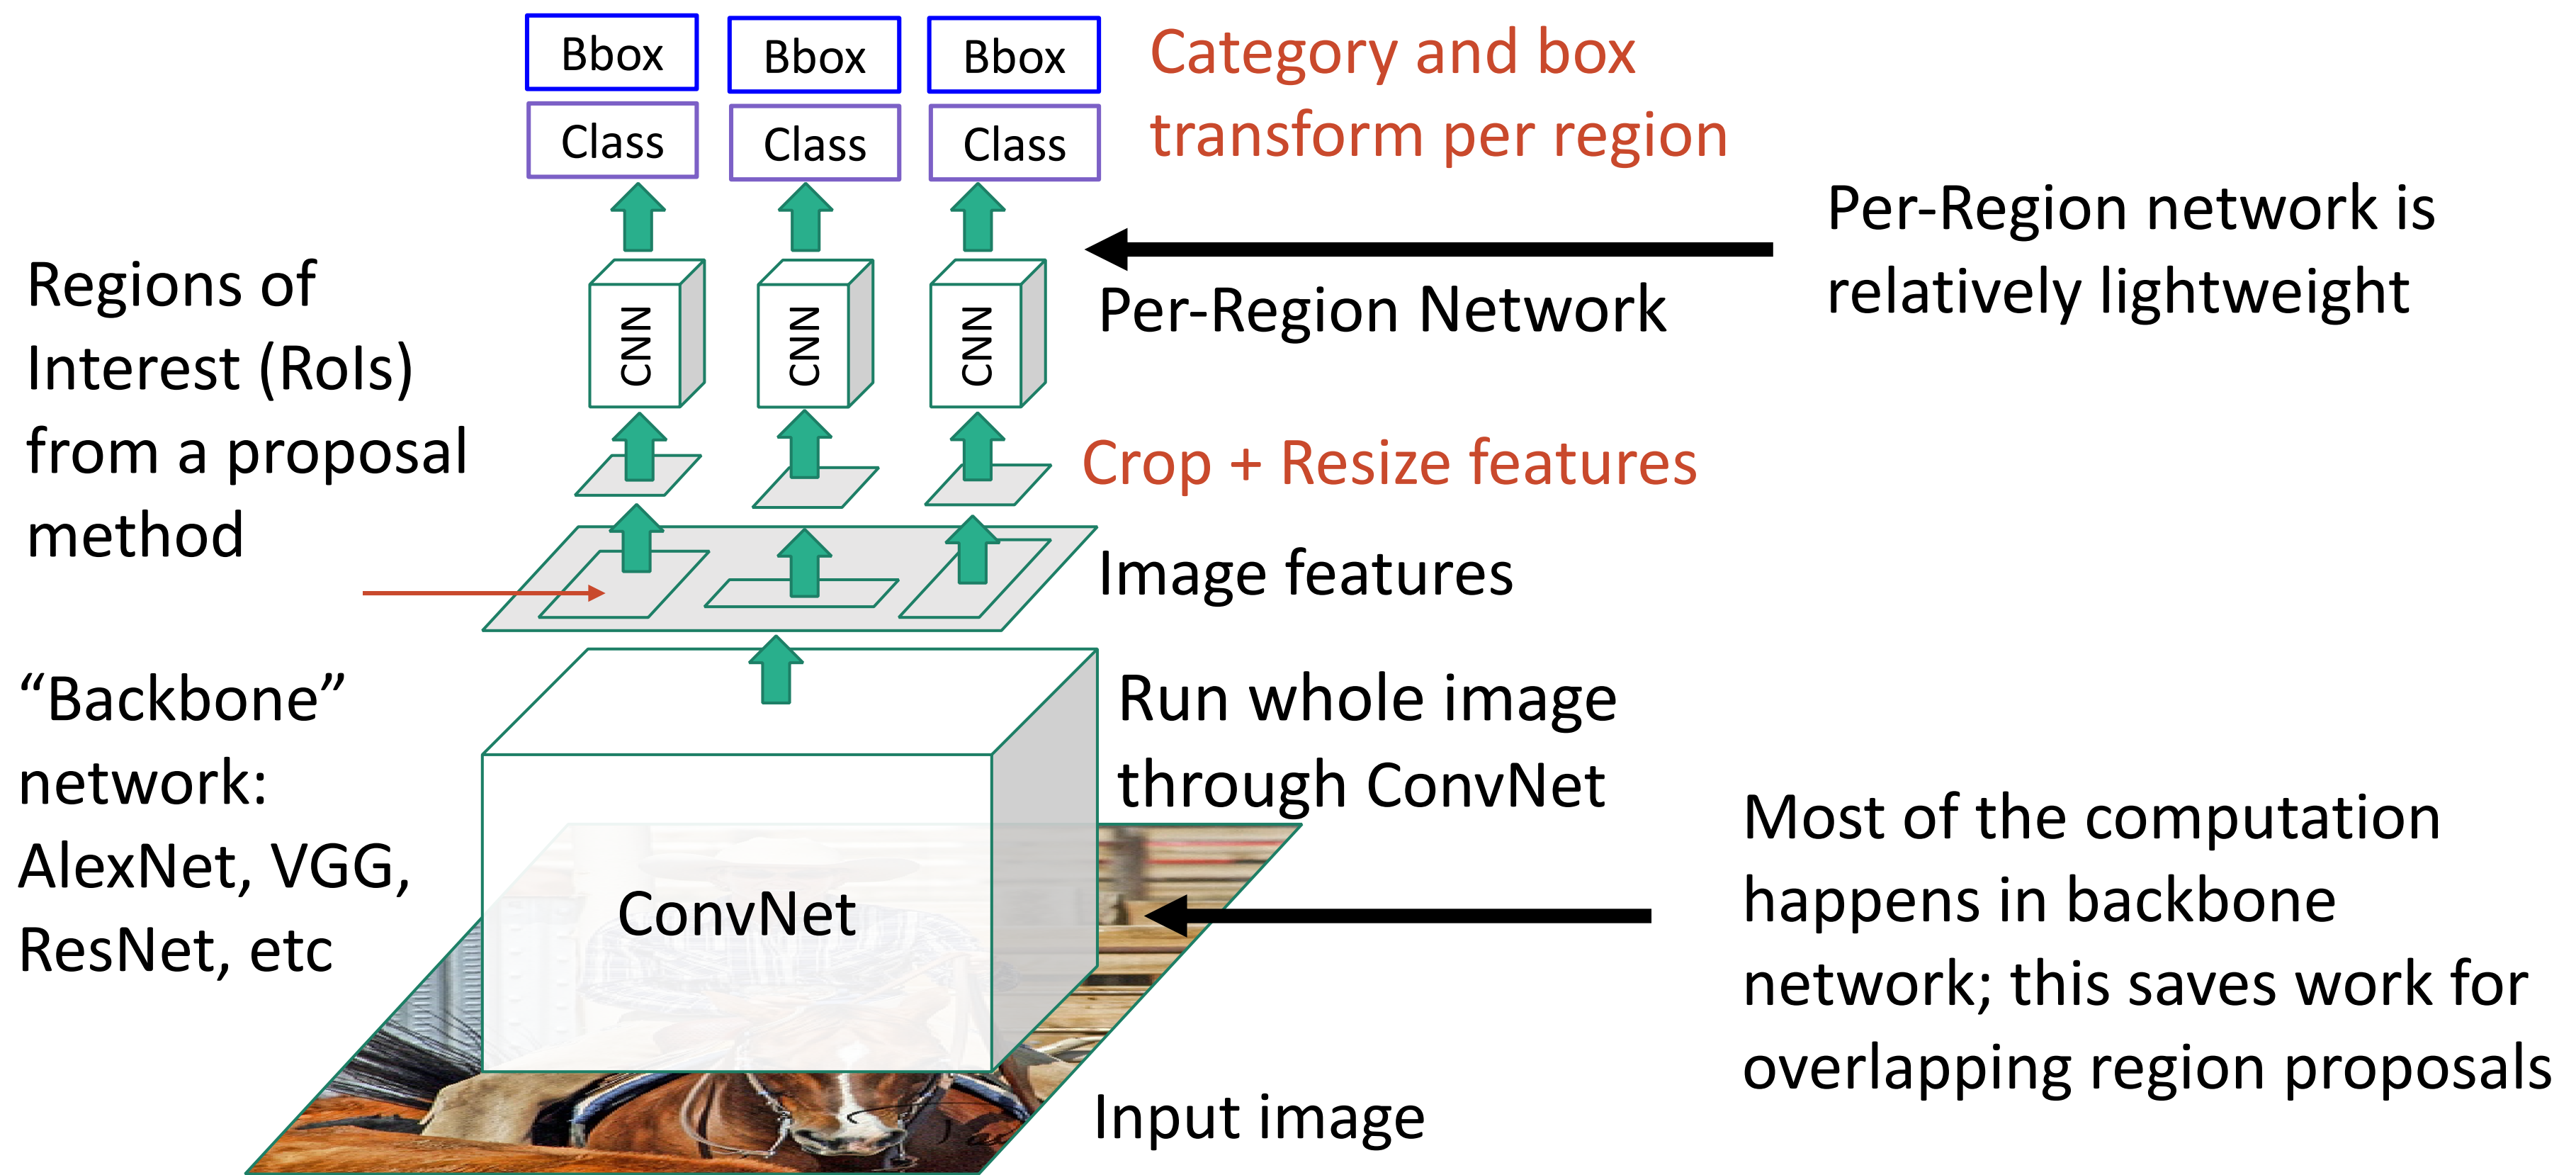 Bbox
Bbox
Bbox
Class
Class
Class
Category and box
transform per region
Per-Region network is
relatively lightweight
Regions of
Interest (RoIs)
from a proposal
method
CNN
CNN
CNN
Per-Region Network
Crop + Resize features
Image features
“Backbone”
network:
AlexNet, VGG,
ResNet, etc
Run whole image
through ConvNet
ConvNet
Most of the computation
happens in backbone
network; this saves work for
overlapping region proposals
Input image